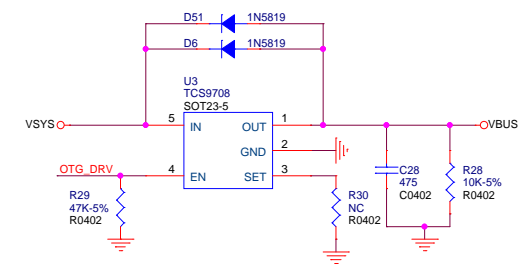 D51 1N5819
D6 1N5819
U3
TCS9708
SOT23-5
VSYS 5 IN OUT 1 VBUS
GND 2
OTG_DRV 4 EN SET 3
R29
47K-5%
R0402
R30
NC
R0402
C28
475
C0402
R28
10K-5%
R0402